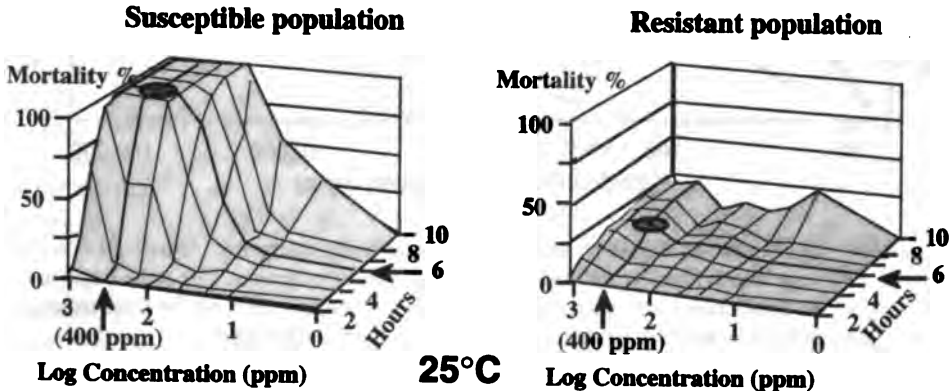 Susceptible population
Mortality %
100
50
0
3
2
1
0
2
4
6
8
10
Hours
(400 ppm)
Log Concentration (ppm)
25°C
Resistant population
Mortality %
100
50
0
3
2
1
0
2
4
6
8
10
Hours
(400 ppm)
Log Concentration (ppm)